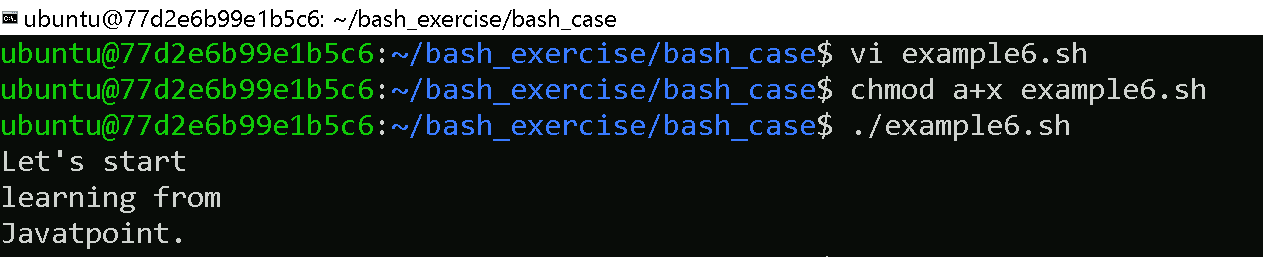 ubuntu@77d2e6b99e1b5c6: ~/bash_exercise/bash_case
ubuntu@77d2e6b99e1b5c6:~/bash_exercise/bash_case$ vi example6.sh
ubuntu@77d2e6b99e1b5c6:~/bash_exercise/bash_case$ chmod a+x example6.sh
ubuntu@77d2e6b99e1b5c6:~/bash_exercise/bash_case$ ./example6.sh
Let's start
learning from
Javatpoint.